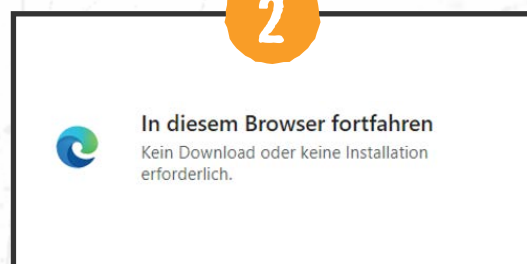 2
In diesem Browser fortfahren
Kein Download oder keine Installation
erforderlich.